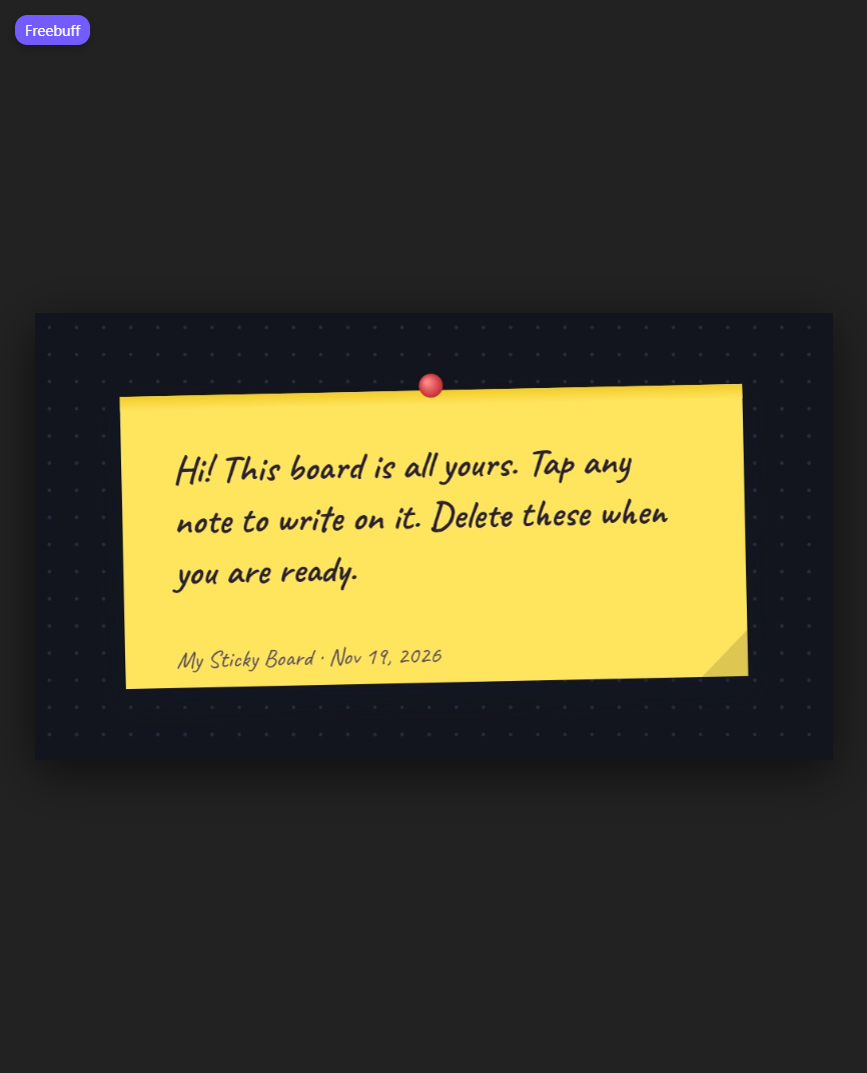 Freebuff
Hi! This board is all yours. Tap any
note to write on it. Delete these when
you are ready.
My Sticky Board · Nov 19, 2026